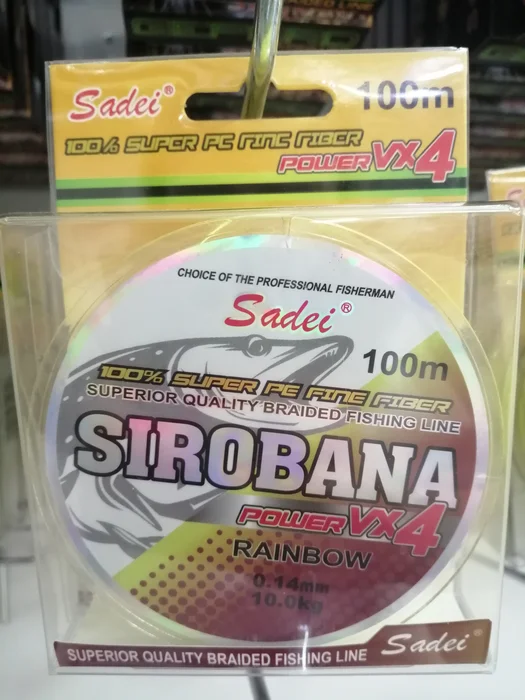 Sadei®
100m
100% SUPER PE FINE FIBER
POWER VX4
CHOICE OF THE PROFESSIONAL FISHERMAN
Sadei®
100m
100% SUPER PE FINE FIBER
SUPERIOR QUALITY BRAIDED FISHING LINE
SIROBANA
POWER VX4
RAINBOW
0.14mm
10.0kg
SUPERIOR QUALITY BRAIDED FISHING LINE
Sadei®